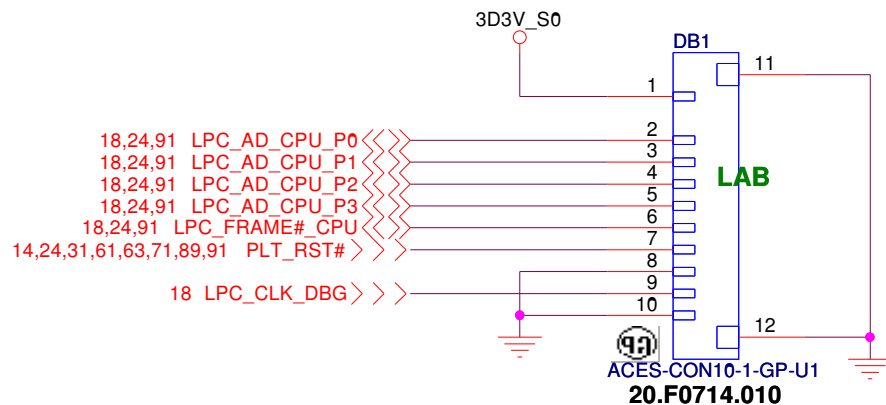 3D3V_S0
DB1
11
1
18,24,91 LPC_AD_CPU_P0 2
18,24,91 LPC_AD_CPU_P1 3
18,24,91 LPC_AD_CPU_P2 4
LAB
18,24,91 LPC_AD_CPU_P3 5
18,24,91 LPC_FRAME#_CPU 6
14,24,31,61,63,71,89,91 PLT_RST# 7
8
18 LPC_CLK_DBG 9
10
12
ACES-CON10-1-GP-U1
20.F0714.010